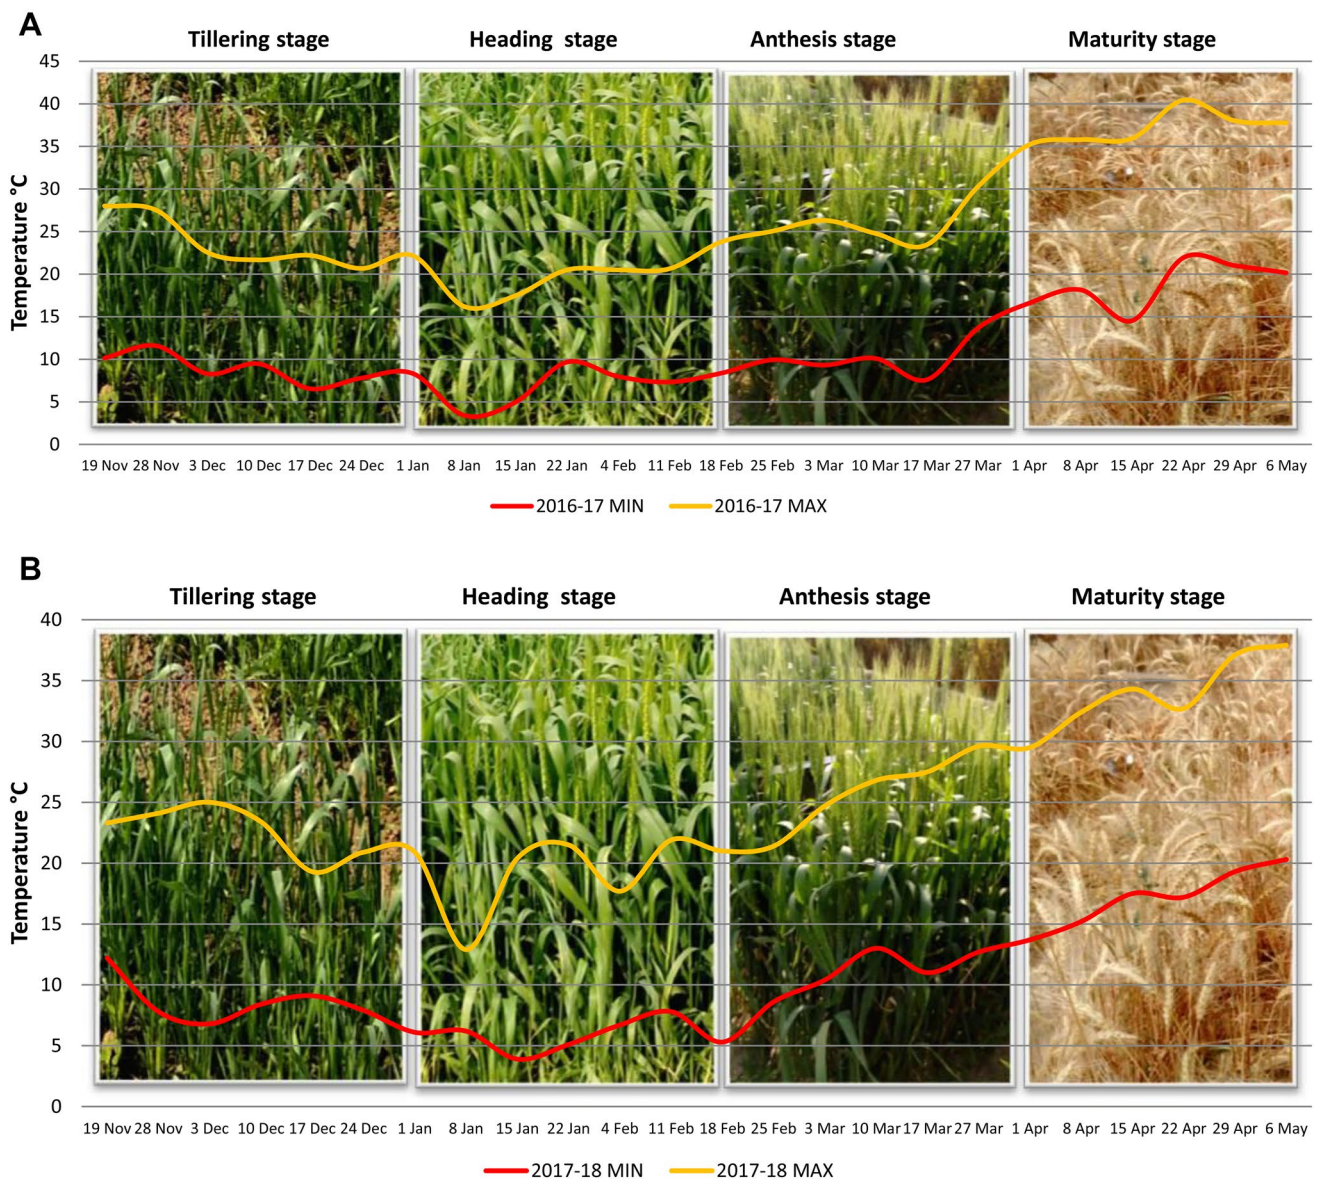 A
Tillering stage Heading  stage Anthesis stage Maturity stage
45
40
35
30
25
20
15
10
5
0
Temperature °C
19 Nov 28 Nov 3 Dec 10 Dec 17 Dec 24 Dec 1 Jan 8 Jan 15 Jan 22 Jan 4 Feb 11 Feb 18 Feb 25 Feb 3 Mar 10 Mar 17 Mar 27 Mar 1 Apr 8 Apr 15 Apr 22 Apr 29 Apr 6 May
2016-17 MIN 2016-17 MAX
B
Tillering stage Heading  stage Anthesis stage Maturity stage
40
35
30
25
20
15
10
5
0
Temperature °C
19 Nov 28 Nov 3 Dec 10 Dec 17 Dec 24 Dec 1 Jan 8 Jan 15 Jan 22 Jan 4 Feb 11 Feb 18 Feb 25 Feb 3 Mar 10 Mar 17 Mar 27 Mar 1 Apr 8 Apr 15 Apr 22 Apr 29 Apr 6 May
2017-18 MIN 2017-18 MAX